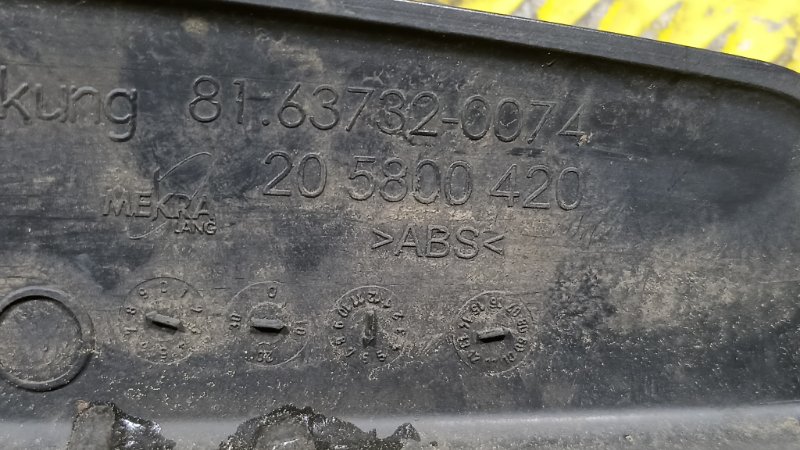 kung 81.63732-0074
20 5800 420
MEKRA
LANG
>ABS<